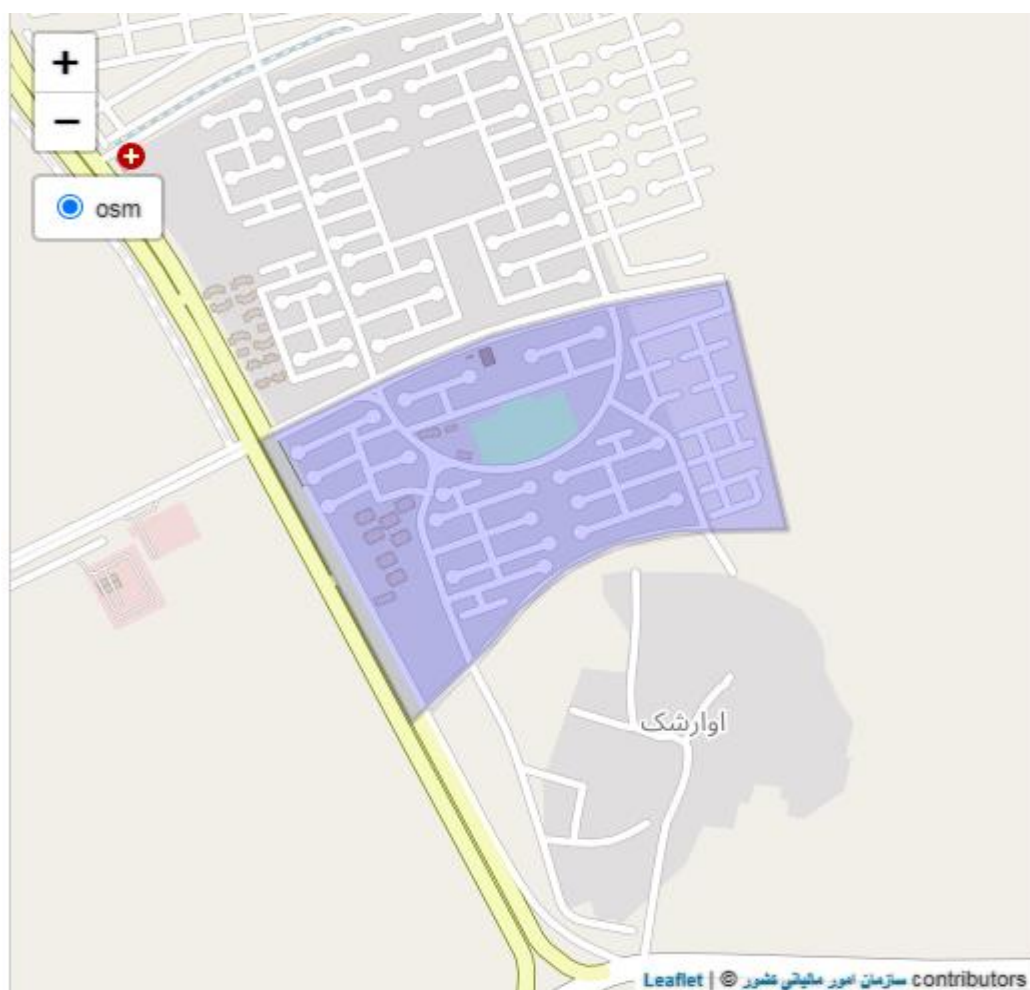 +
−
osm
اوارشک
Leaflet | © سازمان امور مالیاتی کشور contributors